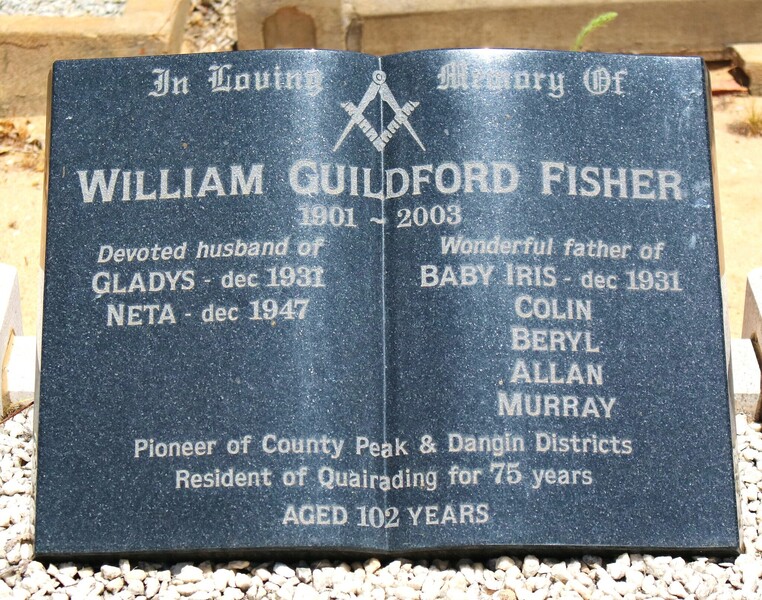 In Loving Memory Of
WILLIAM GUILDFORD FISHER
1901 ~ 2003
Devoted husband of
GLADYS - dec 1931
NETA - dec 1947
Wonderful father of
BABY IRIS - dec 1931
COLIN
BERYL
ALLAN
MURRAY
Pioneer of County Peak & Dangin Districts
Resident of Quairading for 75 years
AGED 102 YEARS